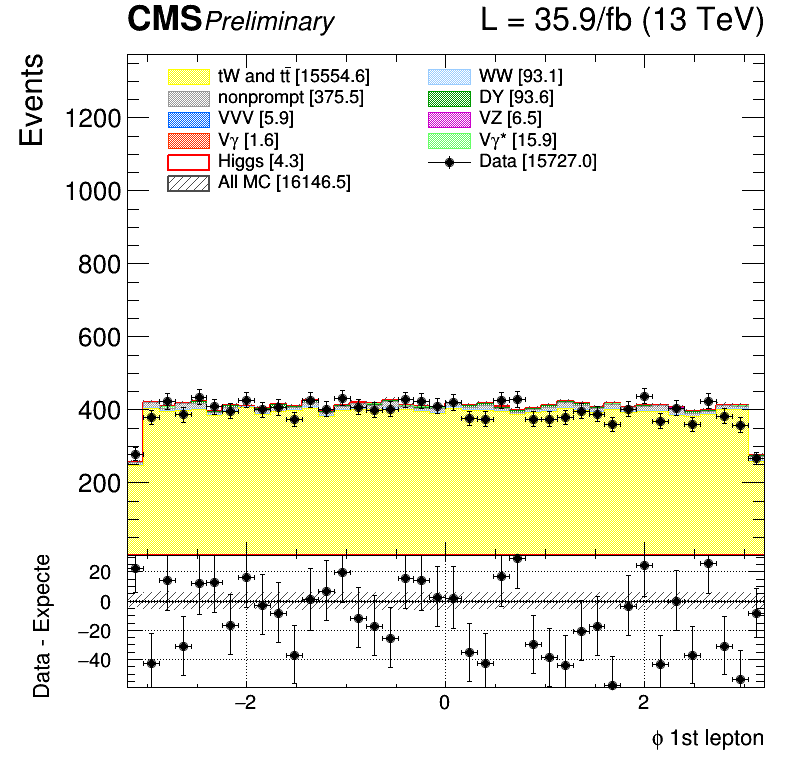 CMS Preliminary L = 35.9/fb (13 TeV)
Events
tW and tt̄ [15554.6] WW [93.1]
nonprompt [375.5] DY [93.6]
VVV [5.9] VZ [6.5]
Vγ [1.6] Vγ* [15.9]
Higgs [4.3] Data [15727.0]
All MC [16146.5]
1200
1000
800
600
400
200
Data - Expecte
20
0
−20
−40
−2 0 2
ϕ 1st lepton